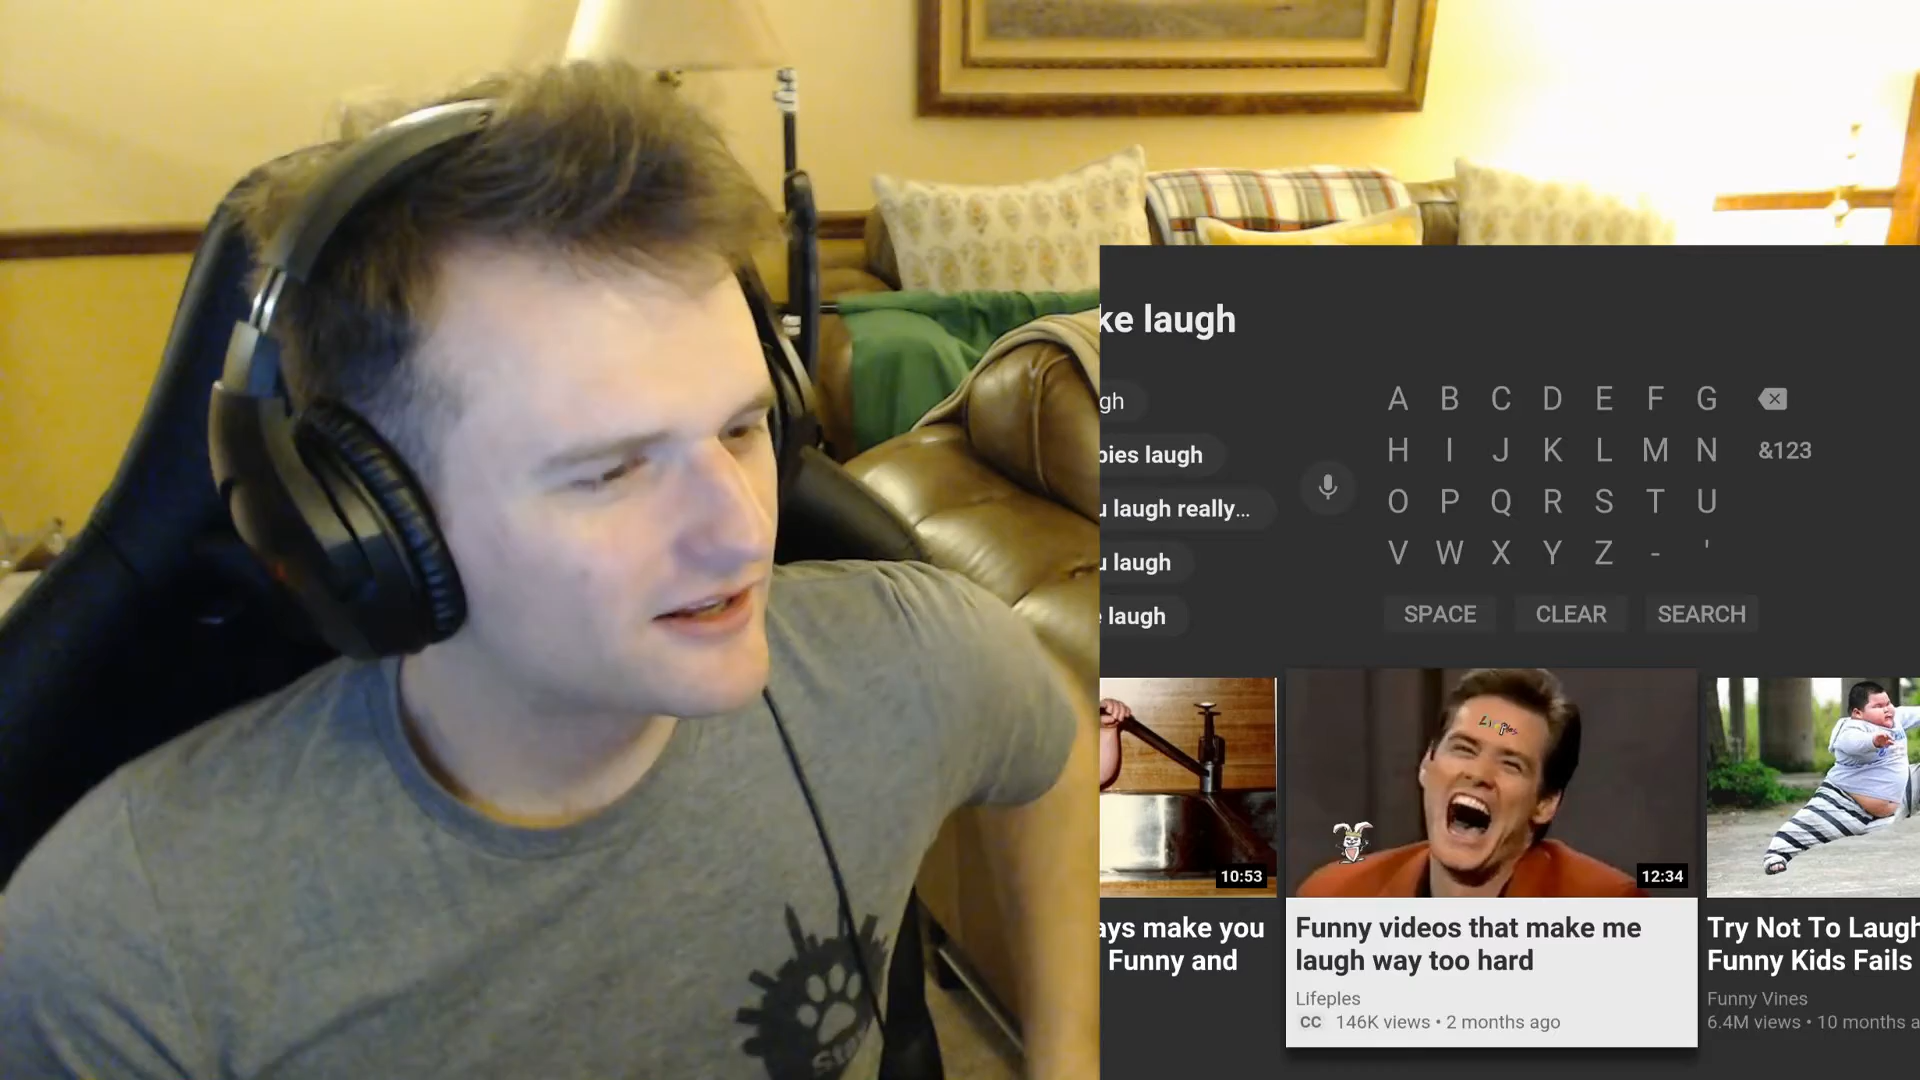 ke laugh
gh
bies laugh
u laugh really...
u laugh
e laugh
A B C D E F G
H I J K L M N &123
O P Q R S T U
V W X Y Z - '
SPACE CLEAR SEARCH
10:53
ays make you
Funny and
12:34
Funny videos that make me
laugh way too hard
Lifeples
CC 146K views • 2 months ago
Try Not To Laugh
Funny Kids Fails
Funny Vines
6.4M views • 10 months a